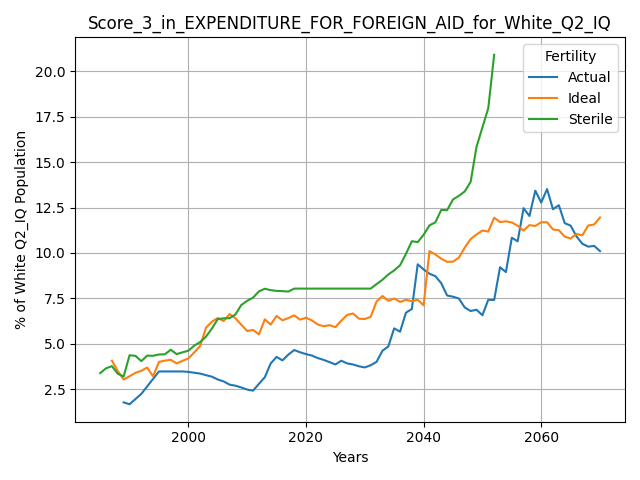 Score_3_in_EXPENDITURE_FOR_FOREIGN_AID_for_White_Q2_IQ
Fertility
Actual
Ideal
Sterile
% of White Q2_IQ Population
20.0
17.5
15.0
12.5
10.0
7.5
5.0
2.5
2000
2020
2040
2060
Years